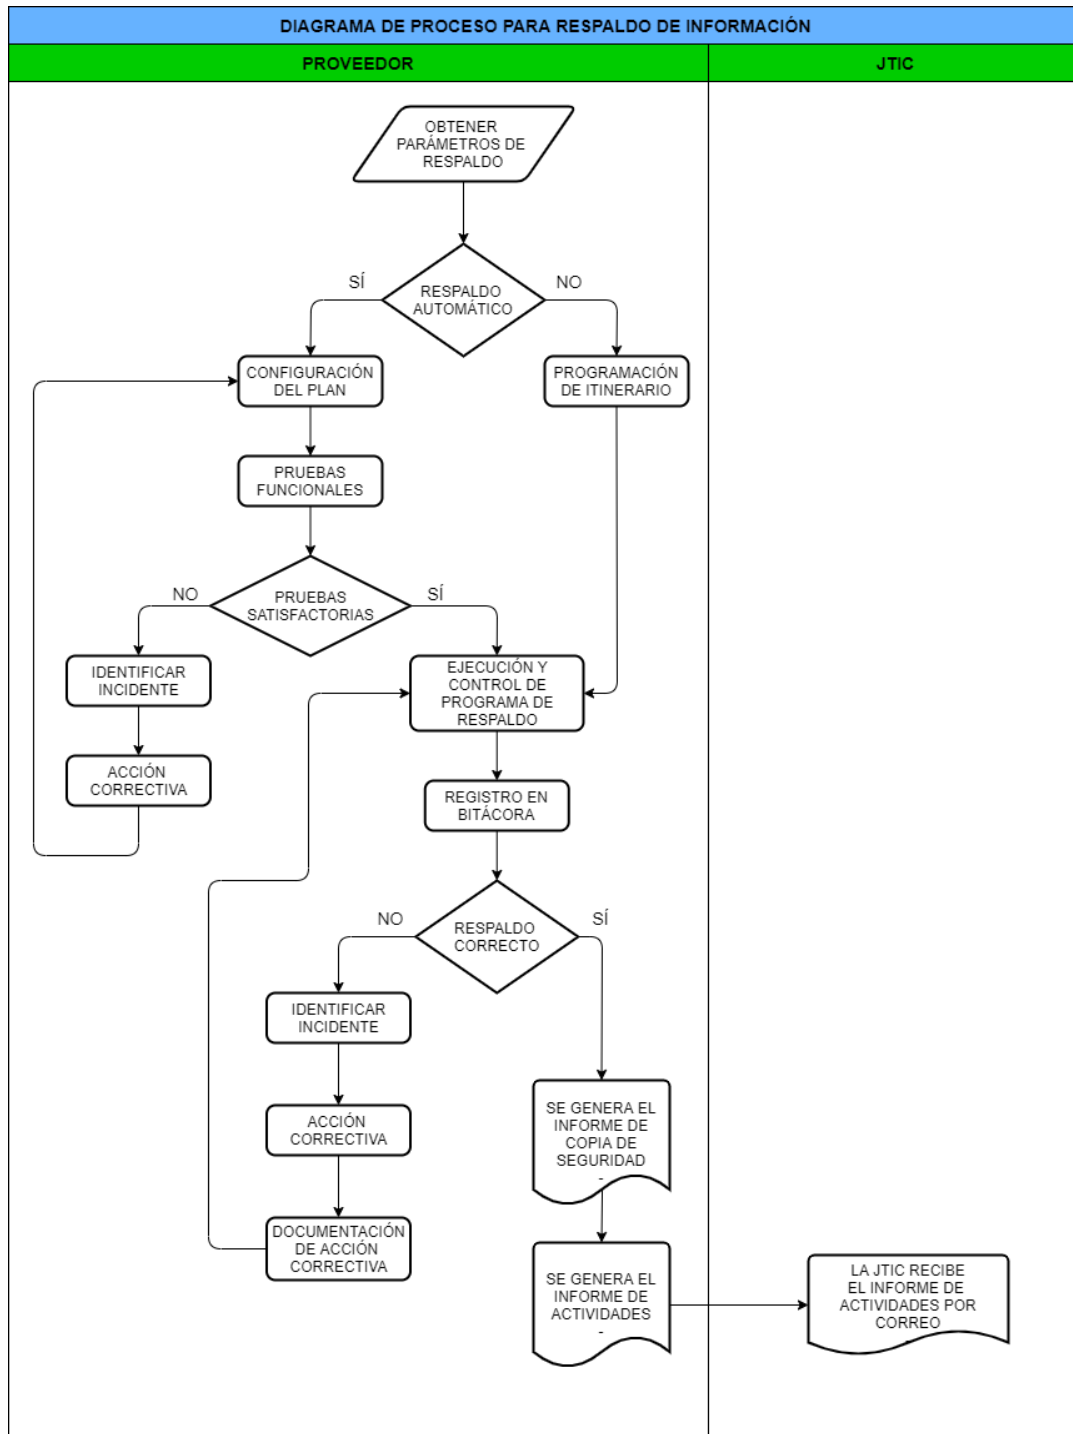 DIAGRAMA DE PROCESO PARA RESPALDO DE INFORMACIÓN
PROVEEDOR
JTIC
OBTENER
PARÁMETROS DE
RESPALDO
SÍ
NO
RESPALDO
AUTOMÁTICO
CONFIGURACIÓN
DEL PLAN
PROGRAMACIÓN
DE ITINERARIO
PRUEBAS
FUNCIONALES
NO
SÍ
PRUEBAS
SATISFACTORIAS
IDENTIFICAR
INCIDENTE
EJECUCIÓN Y
CONTROL DE
PROGRAMA DE
RESPALDO
ACCIÓN
CORRECTIVA
REGISTRO EN
BITÁCORA
NO
SÍ
RESPALDO
CORRECTO
IDENTIFICAR
INCIDENTE
ACCIÓN
CORRECTIVA
SE GENERA EL
INFORME DE
COPIA DE
SEGURIDAD
-
DOCUMENTACIÓN
DE ACCIÓN
CORRECTIVA
SE GENERA EL
INFORME DE
ACTIVIDADES
-
LA JTIC RECIBE
EL INFORME DE
ACTIVIDADES POR
CORREO